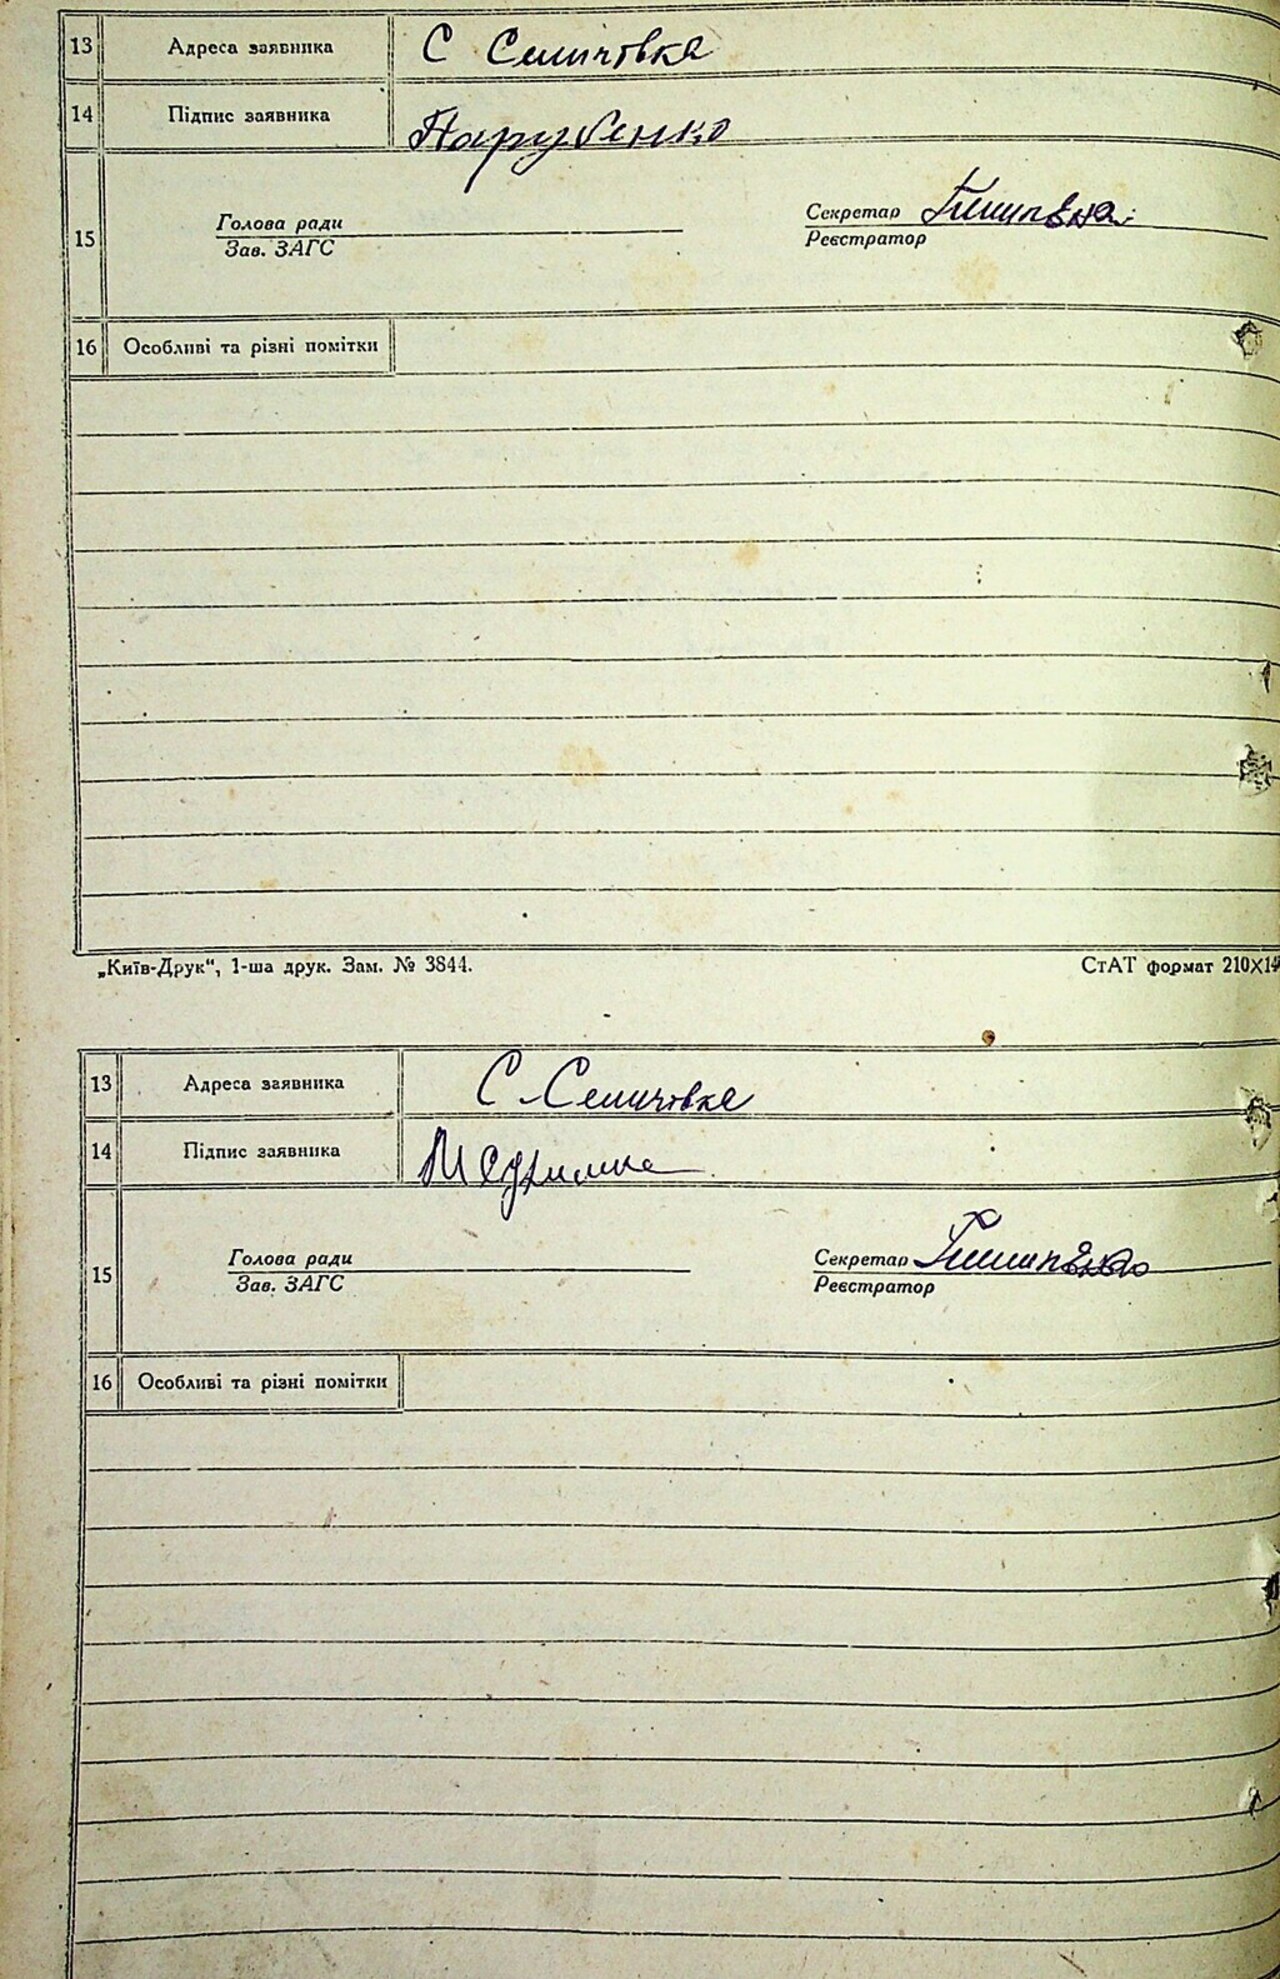 13 Адреса заявника С Семичовка
14 Підпис заявника Парубенко
15 Голова ради Секретар
Зав. ЗАГС Реєстратор
16 Особливі та різні помітки
„Київ-Друк“, 1-ша друк. Зам. № 3844. СтАТ формат 210X14
13 Адреса заявника С-Семичовка
14 Підпис заявника
15 Голова ради Секретар
Зав. ЗАГС Реєстратор
16 Особливі та різні помітки